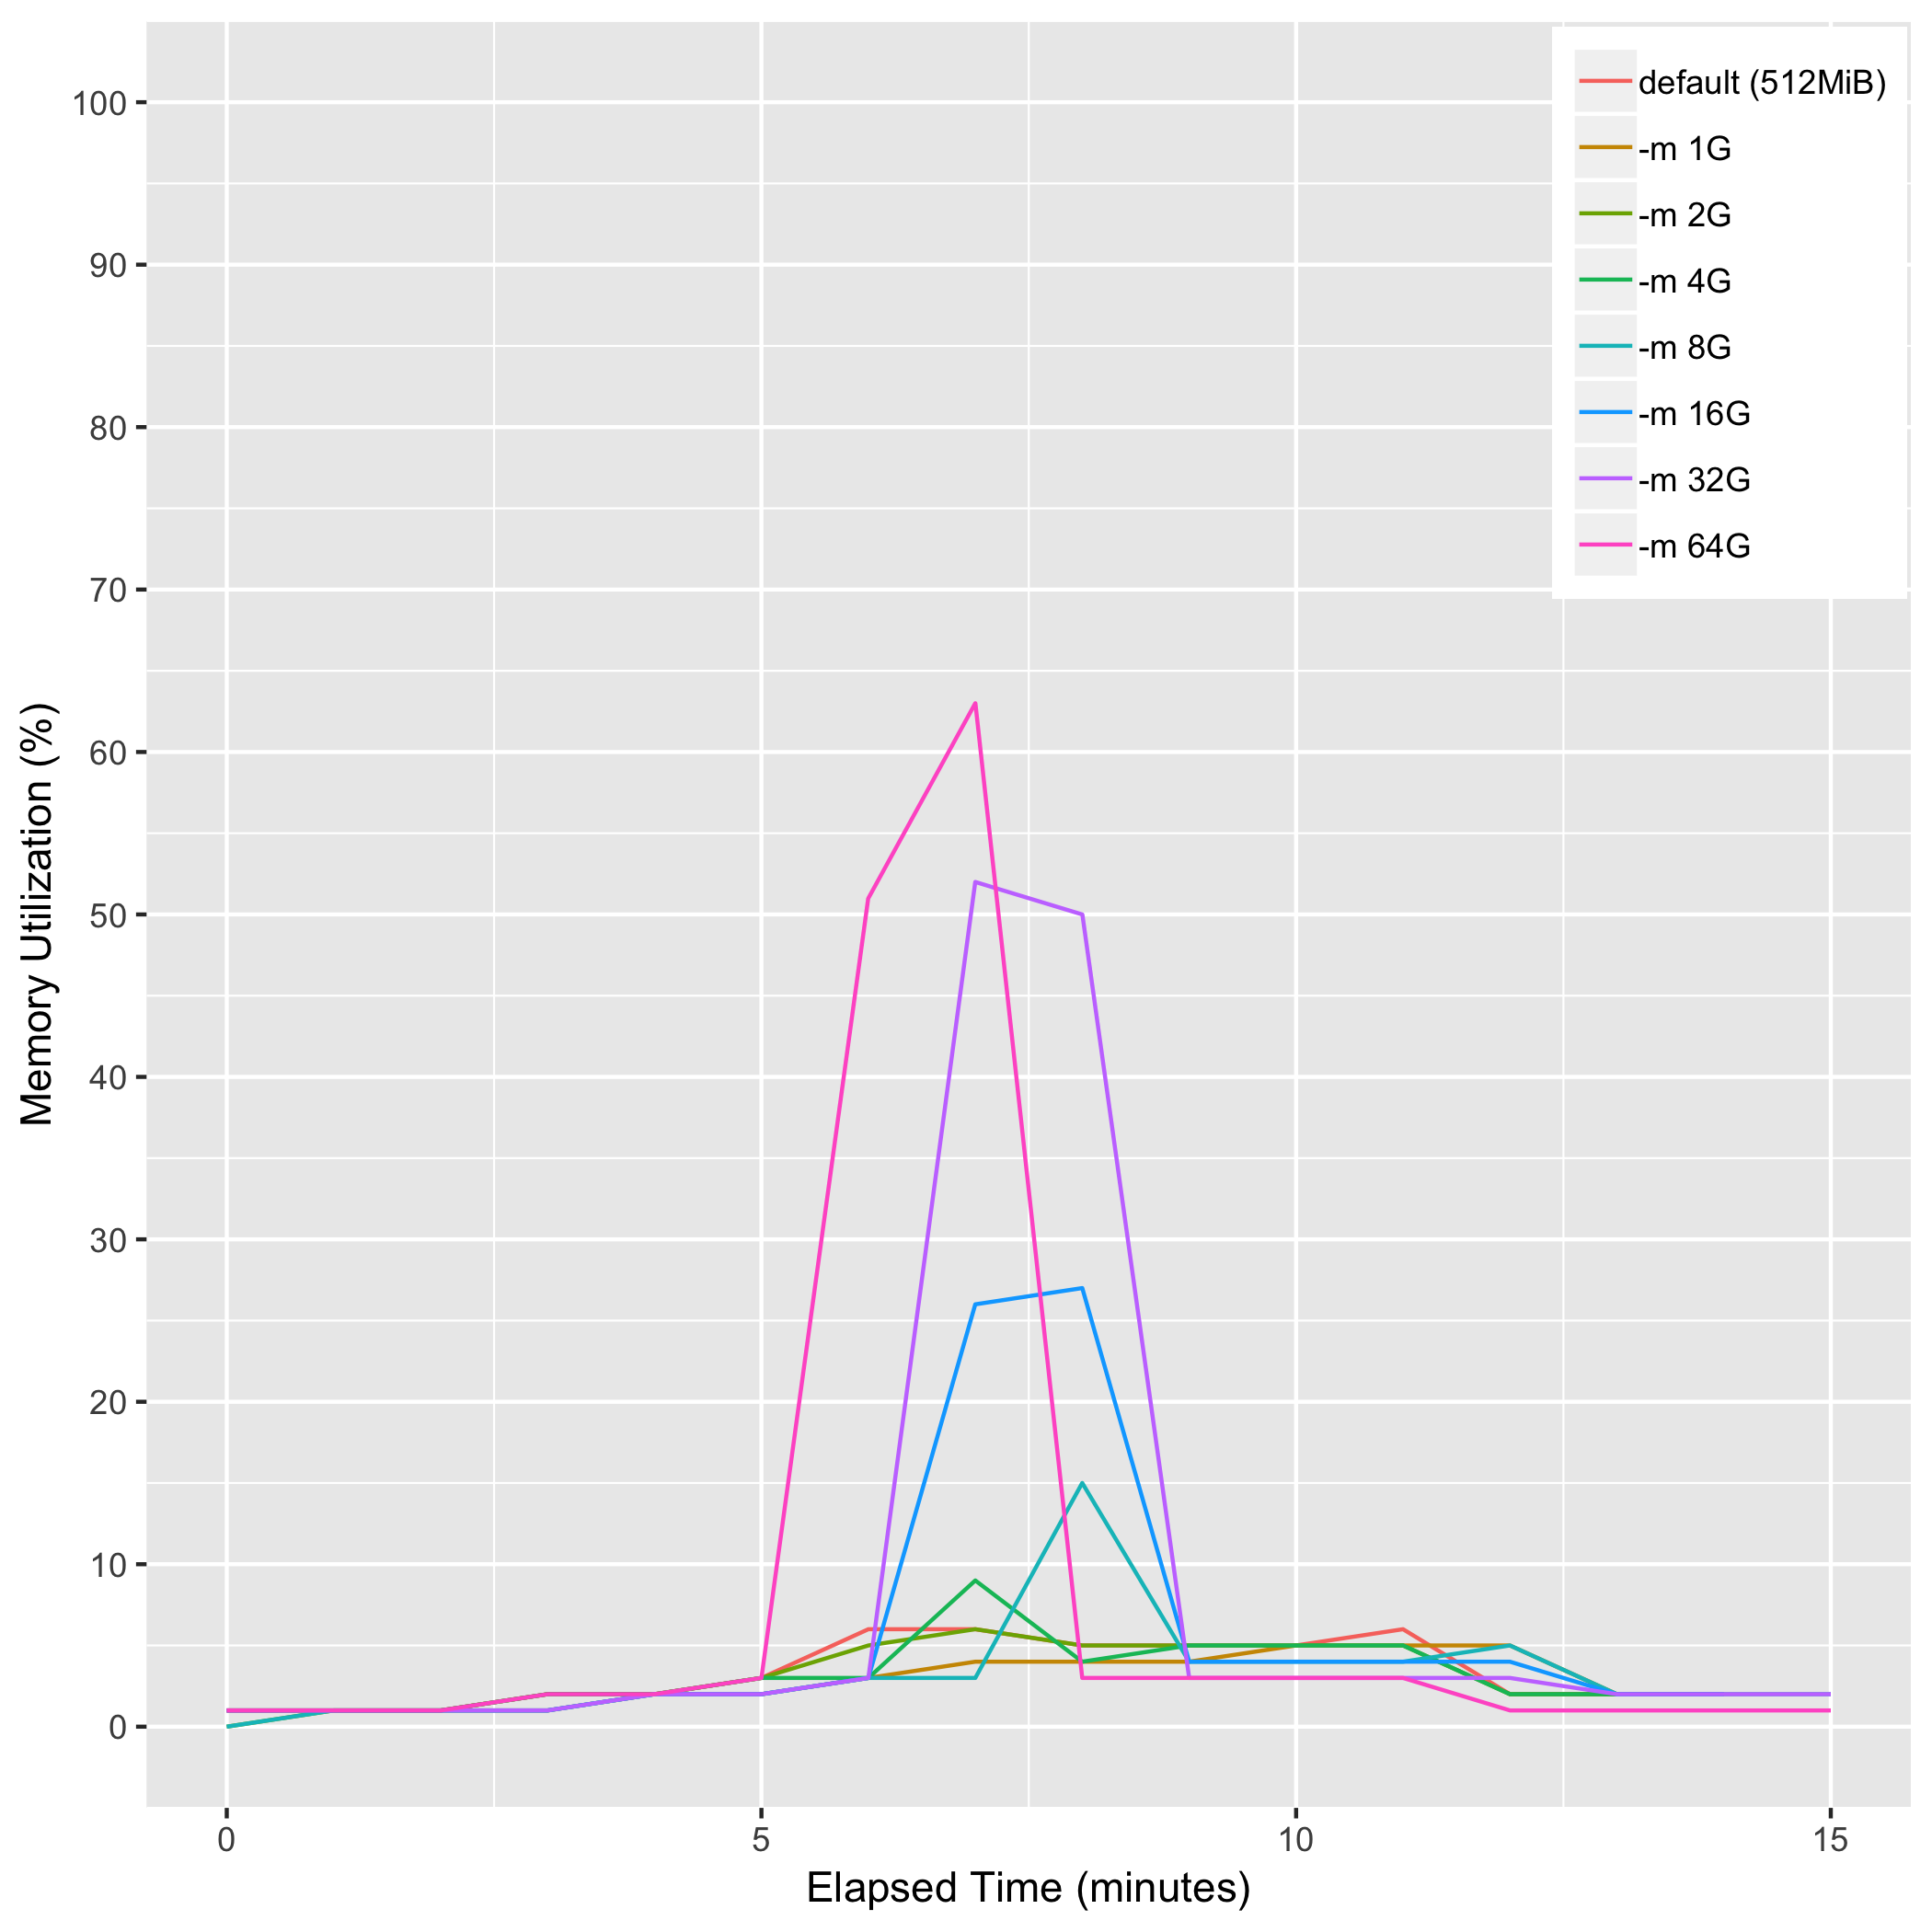 100
90
80
70
60
50
40
30
20
10
0
Memory Utilization (%)
default (512MiB)
-m 1G
-m 2G
-m 4G
-m 8G
-m 16G
-m 32G
-m 64G
0 5 10 15
Elapsed Time (minutes)